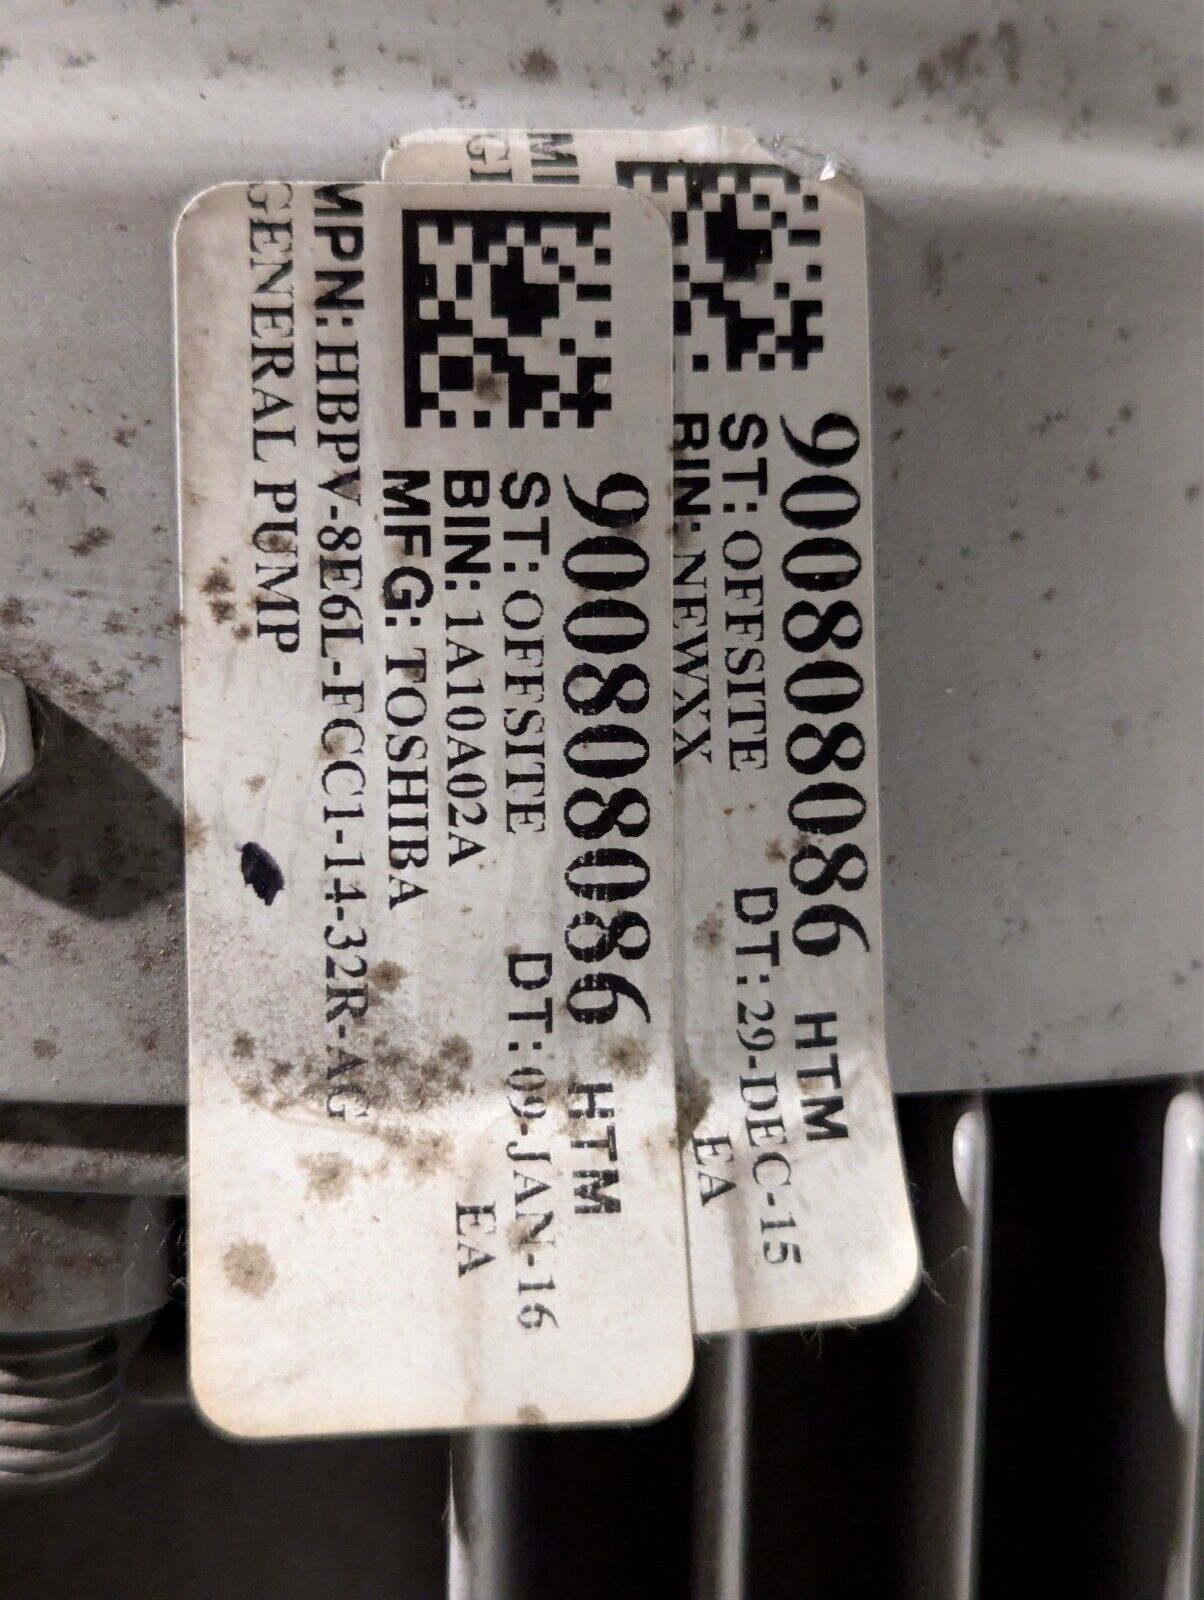 90080086 HTM
ST: OFFSITE DT: 29-DEC-15
BIN: NEWXX EA
90080086 HTM
ST: OFFSITE DT: 09-JAN-16
BIN: 1A10A02A EA
MFG: TOSHIBA
MPN: HBPV-8E6L-FCC1-14-32R-AG
GENERAL PUMP